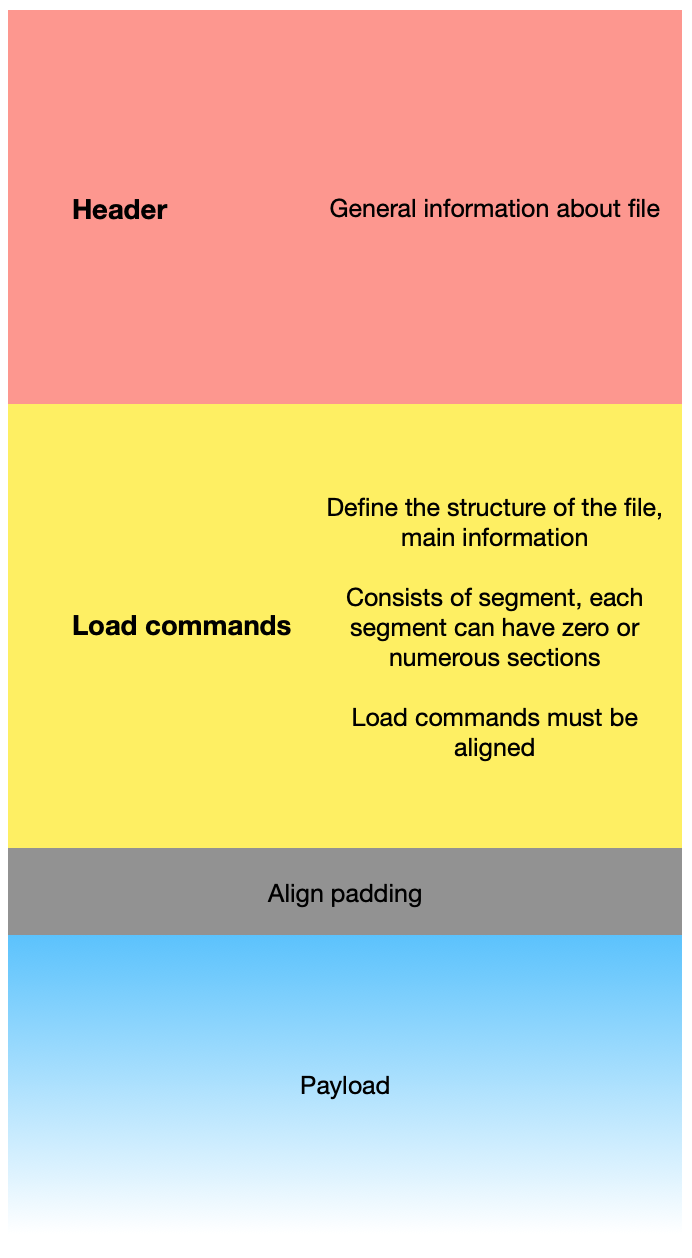 Header
General information about file
Define the structure of the file,
main information
Consists of segment, each
segment can have zero or
numerous sections
Load commands
Load commands must be
aligned
Align padding
Payload